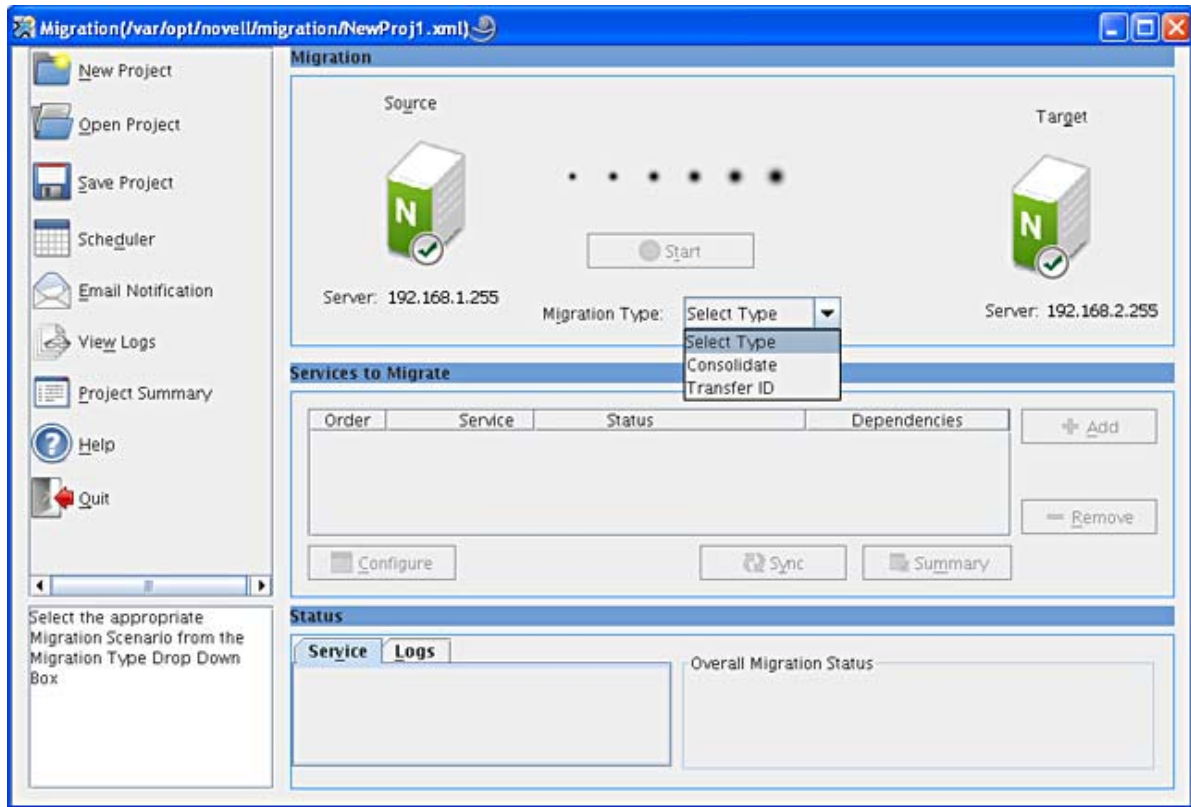 Migration(/var/opt/novell/migration/NewProj1.xml)
New Project
Open Project
Save Project
Scheduler
Email Notification
View Logs
Project Summary
Help
Quit
Select the appropriate
Migration Scenario from the
Migration Type Drop Down
Box
Migration
Source
Target
N
N
Start
Server: 192.168.1.255
Server: 192.168.2.255
Migration Type: Select Type
Select Type
Consolidate
Transfer ID
Services to Migrate
Order Service Status Dependencies
Add
Remove
Configure Sync Summary
Status
Service Logs
Overall Migration Status